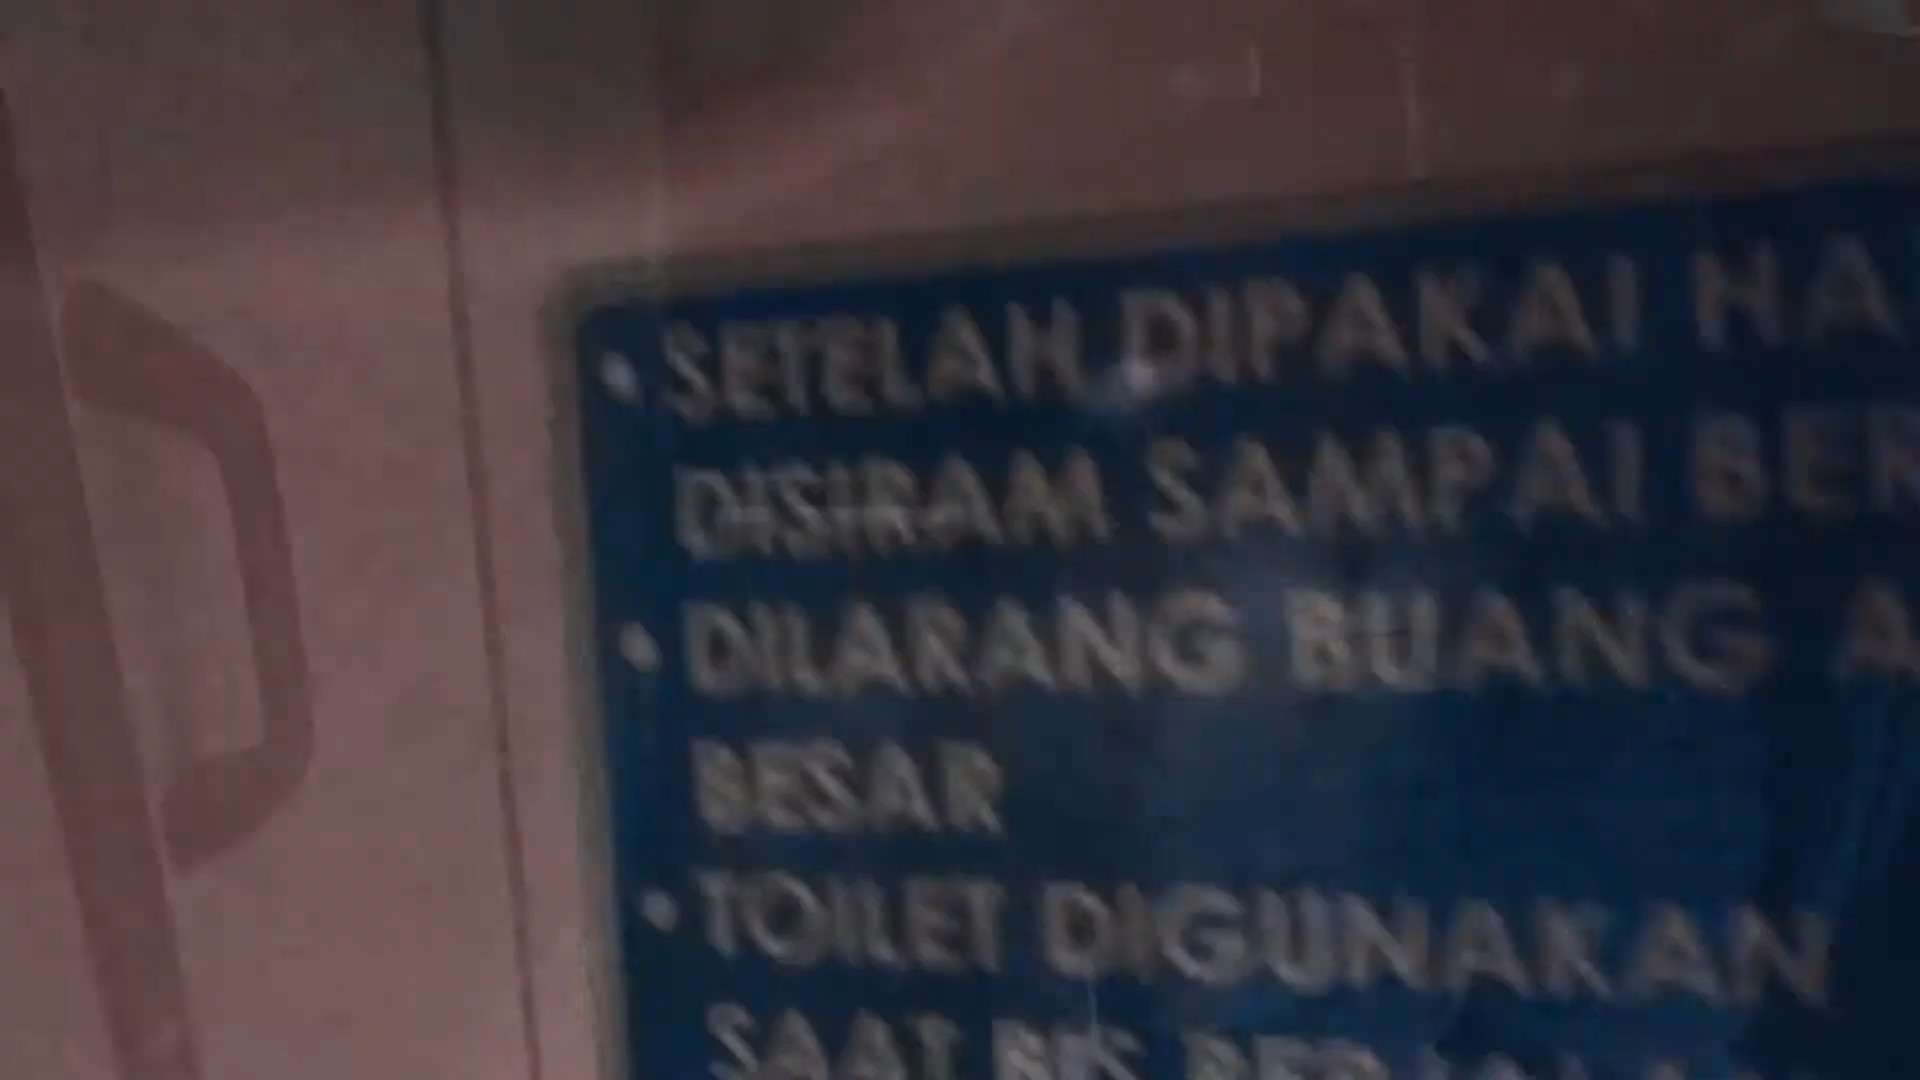 • SETELAH DIPAKAI HA
DISIRAM SAMPAI BER
• DILARANG BUANG A
BESAR
• TOILET DIGUNAKAN
SAAT BIS BERJALAN